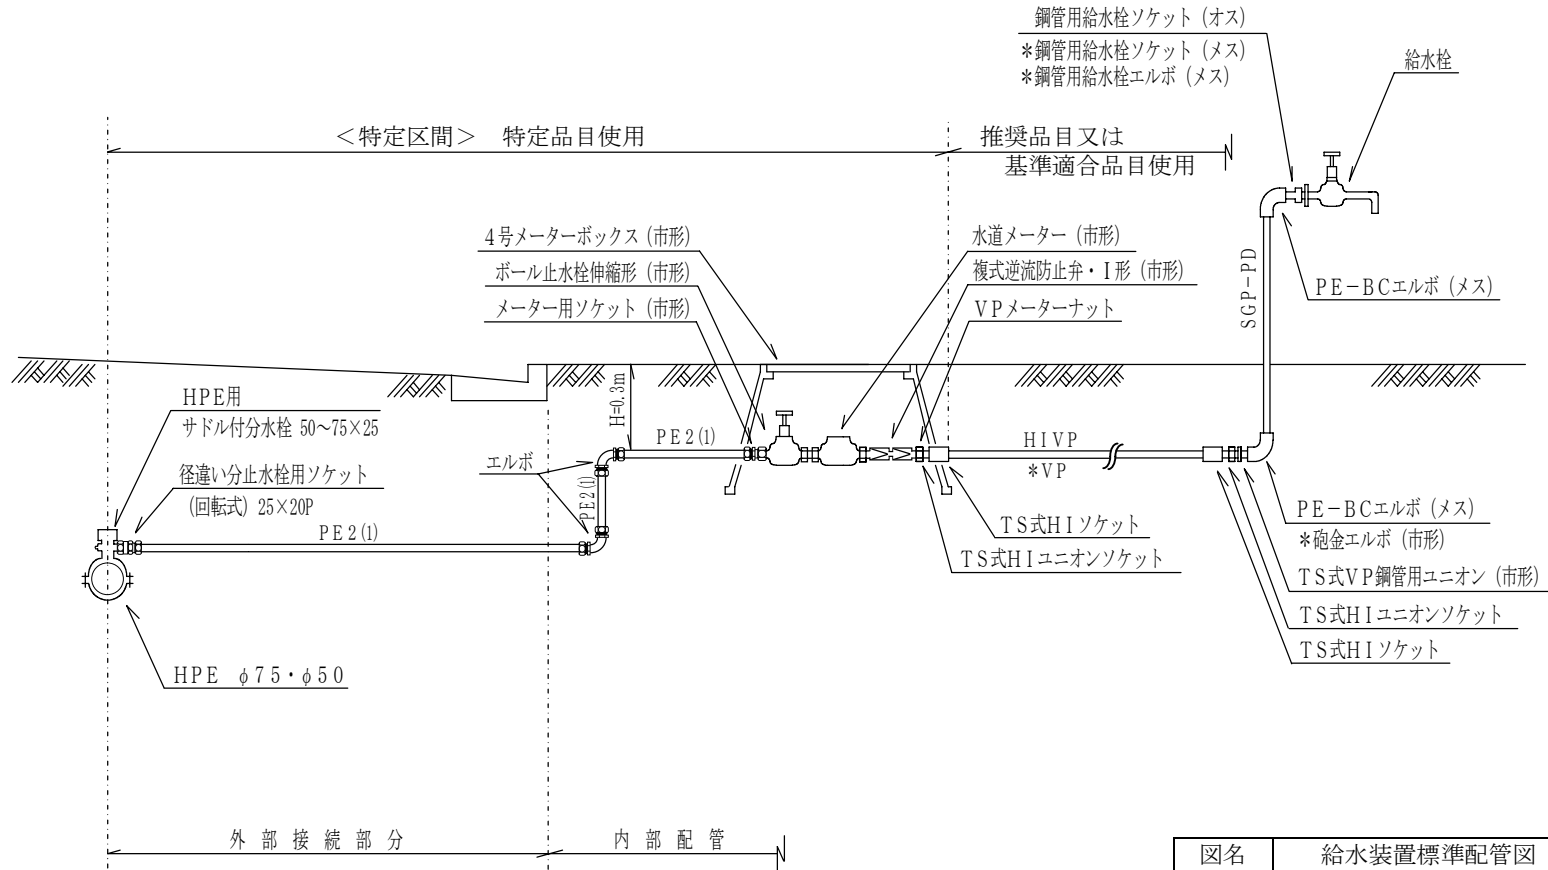 鋼管用給水栓ソケット (オス)
*鋼管用給水栓ソケット (メス)
*鋼管用給水栓エルボ (メス)
給水栓
<特定区間> 特定品目使用
推奨品目又は
基準適合品目使用
4号メーターボックス (市形)
ボール止水栓伸縮形 (市形)
メーター用ソケット (市形)
水道メーター (市形)
複式逆流防止弁・I形 (市形)
VPメーターナット
SGP-PD
PE-BCエルボ (メス)
HPE用
サドル付分水栓 50~75×25
径違い分止水栓用ソケット
(回転式) 25×20P
H=0.3m
PE2(1)
エルボ
PE2(1)
PE2(1)
HIVP
*VP
TS式HIソケット
TS式HIユニオンソケット
PE-BCエルボ (メス)
*砲金エルボ (市形)
TS式VP鋼管用ユニオン (市形)
TS式HIユニオンソケット
TS式HIソケット
HPE φ75・φ50
外部接続部分
内部配管
図名 給水装置標準配管図